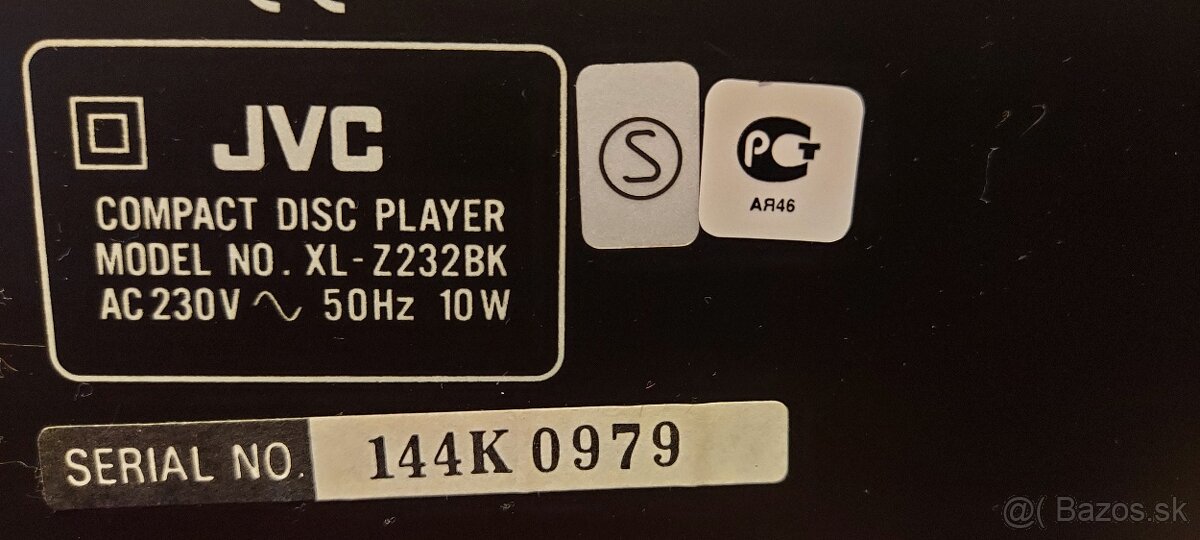 JVC
COMPACT DISC PLAYER
MODEL NO. XL-Z232BK
AC 230V ∿ 50Hz 10W
S
РСТ
АЯ46
SERIAL NO. 144K 0979
@( Bazos.sk